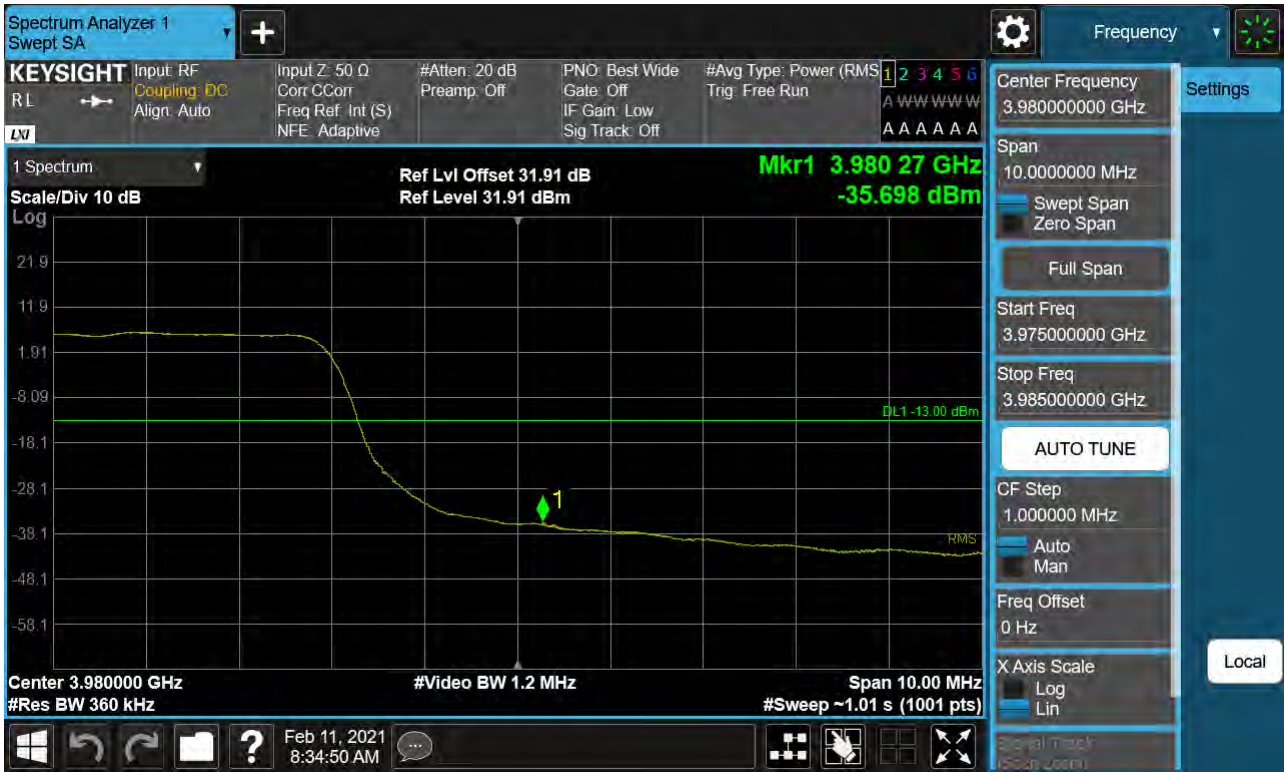 Spectrum Analyzer 1
Swept SA
Frequency
KEYSIGHT
RL
LXI
Input: RF
Coupling: DC
Align: Auto
Input Z: 50 Ω
Corr CCorr
Freq Ref: Int (S)
NFE: Adaptive
#Atten: 20 dB
Preamp: Off
PNO: Best Wide
Gate: Off
IF Gain: Low
Sig Track: Off
#Avg Type: Power (RMS
Trig: Free Run
1 2 3 4 5 6
A W W W W W
A A A A A A
Settings
1 Spectrum
Scale/Div 10 dB
Log
Ref Lvl Offset 31.91 dB
Ref Level 31.91 dBm
Mkr1 3.980 27 GHz
-35.698 dBm
21.9
11.9
1.91
-8.09
-18.1
-28.1
-38.1
-48.1
-58.1
DL1 -13.00 dBm
1
RMS
Center 3.980000 GHz
#Res BW 360 kHz
#Video BW 1.2 MHz
Span 10.00 MHz
#Sweep ~1.01 s (1001 pts)
Center Frequency
3.980000000 GHz
Span
10.0000000 MHz
Swept Span
Zero Span
Full Span
Start Freq
3.975000000 GHz
Stop Freq
3.985000000 GHz
AUTO TUNE
CF Step
1.000000 MHz
Auto
Man
Freq Offset
0 Hz
X Axis Scale
Log
Lin
Signal Track
(Span Zoom)
Local
?
Feb 11, 2021
8:34:50 AM